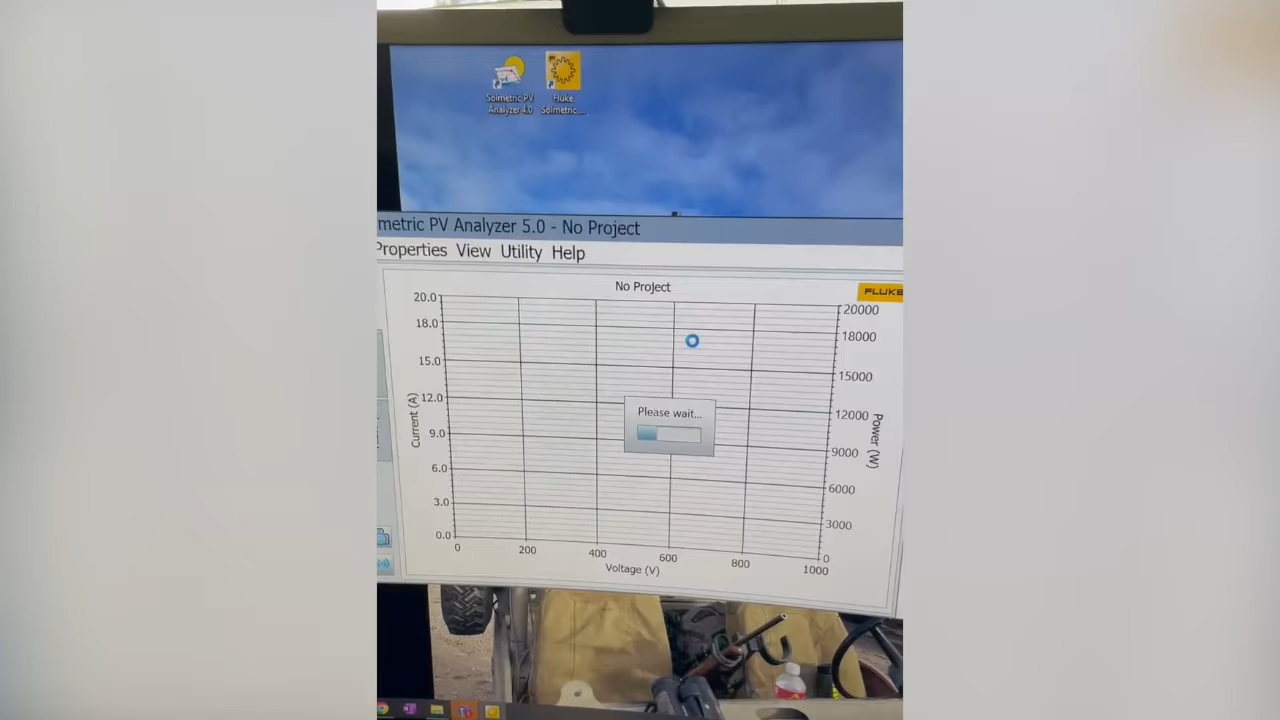 Solmetric PV Fluke
Analyzer 4.0 Solmetric ...
metric PV Analyzer 5.0 - No Project
Properties View Utility Help
No Project
FLUKE
20.0
18.0
15.0
12.0
9.0
6.0
3.0
0.0
Current (A)
Please wait...
20000
18000
15000
12000
9000
6000
3000
0
Power (W)
0 200 400 600 800 1000
Voltage (V)